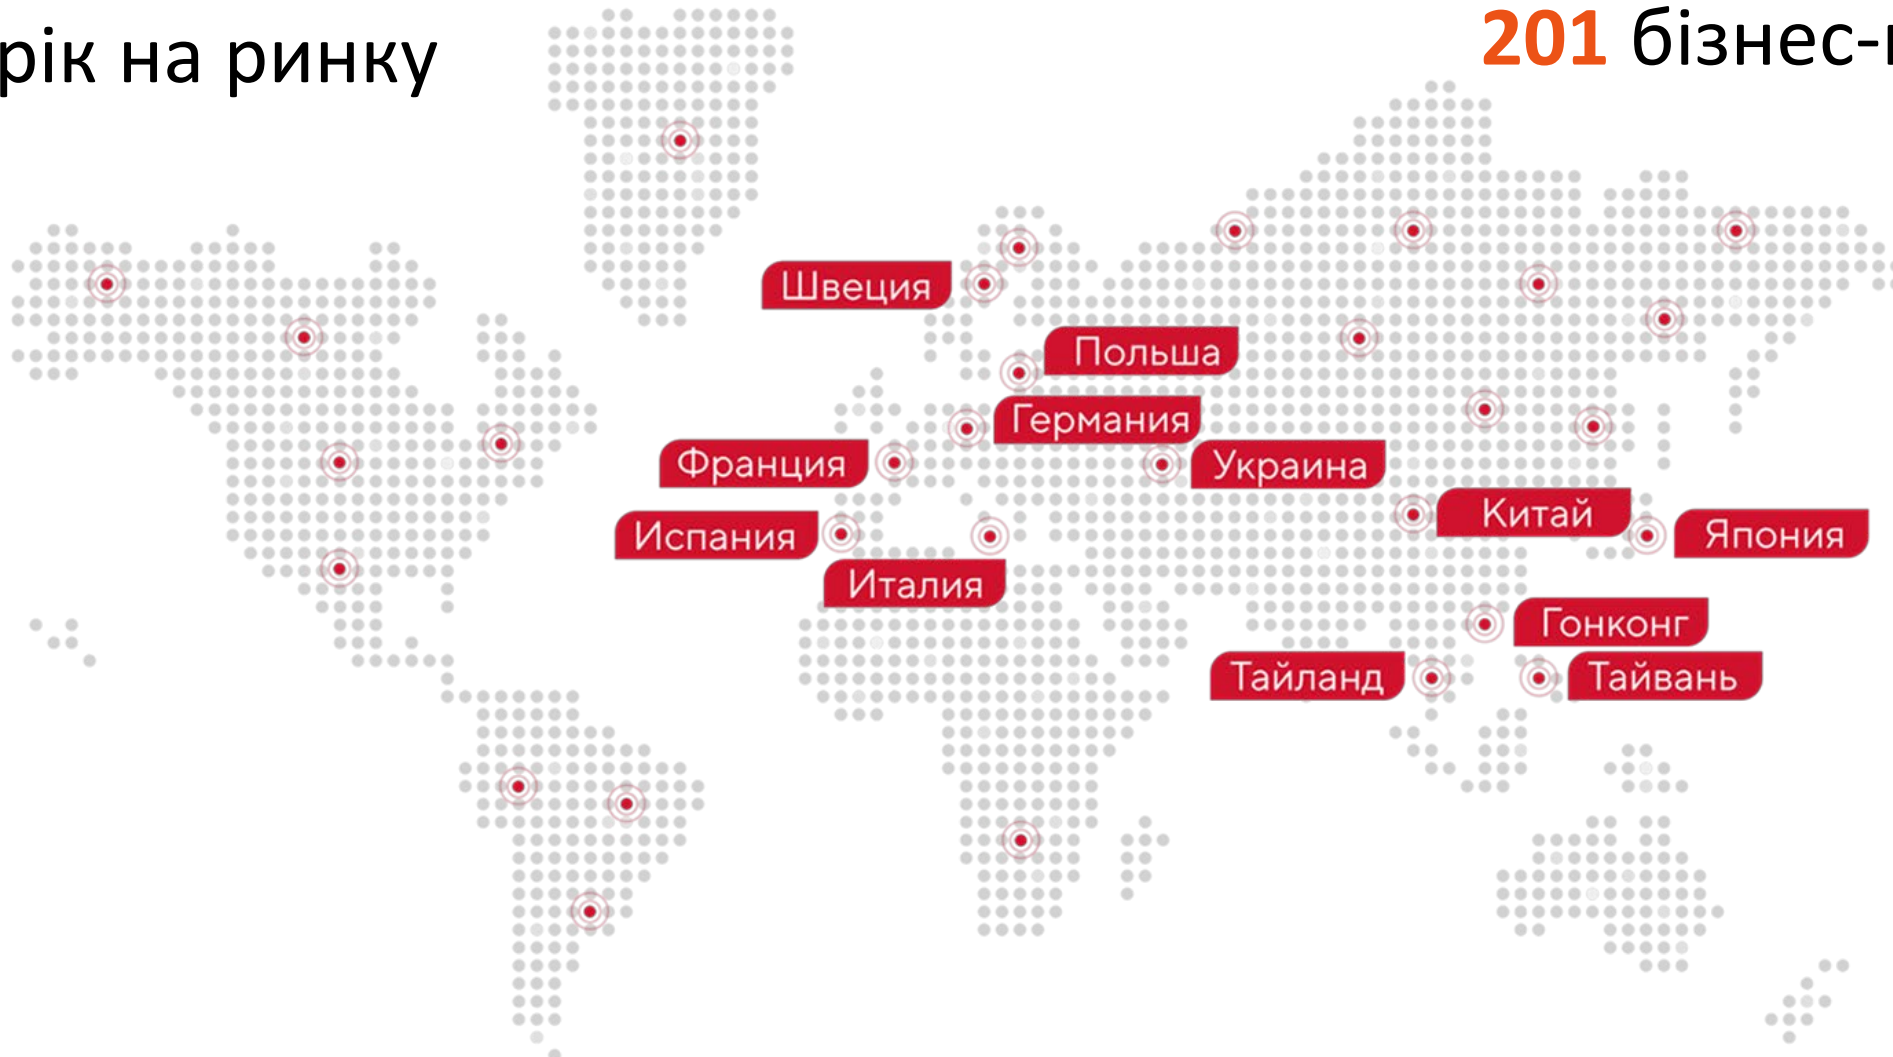 рік на ринку
201 бізнес-
Швеция
Польша
Германия
Франция
Украина
Испания
Италия
Китай
Япония
Гонконг
Тайланд
Тайвань